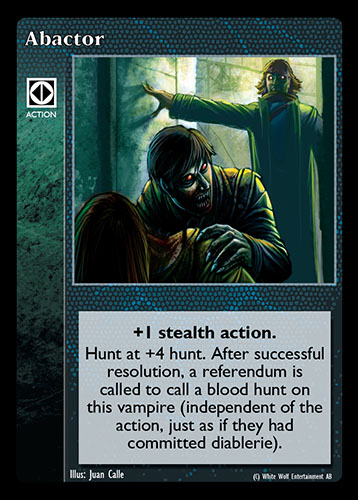 Abactor
ACTION
+1 stealth action.
Hunt at +4 hunt. After successful
resolution, a referendum is
called to call a blood hunt on
this vampire (independent of the
action, just as if they had
committed diablerie).
Illus: Juan Calle
(C) White Wolf Entertainment AB